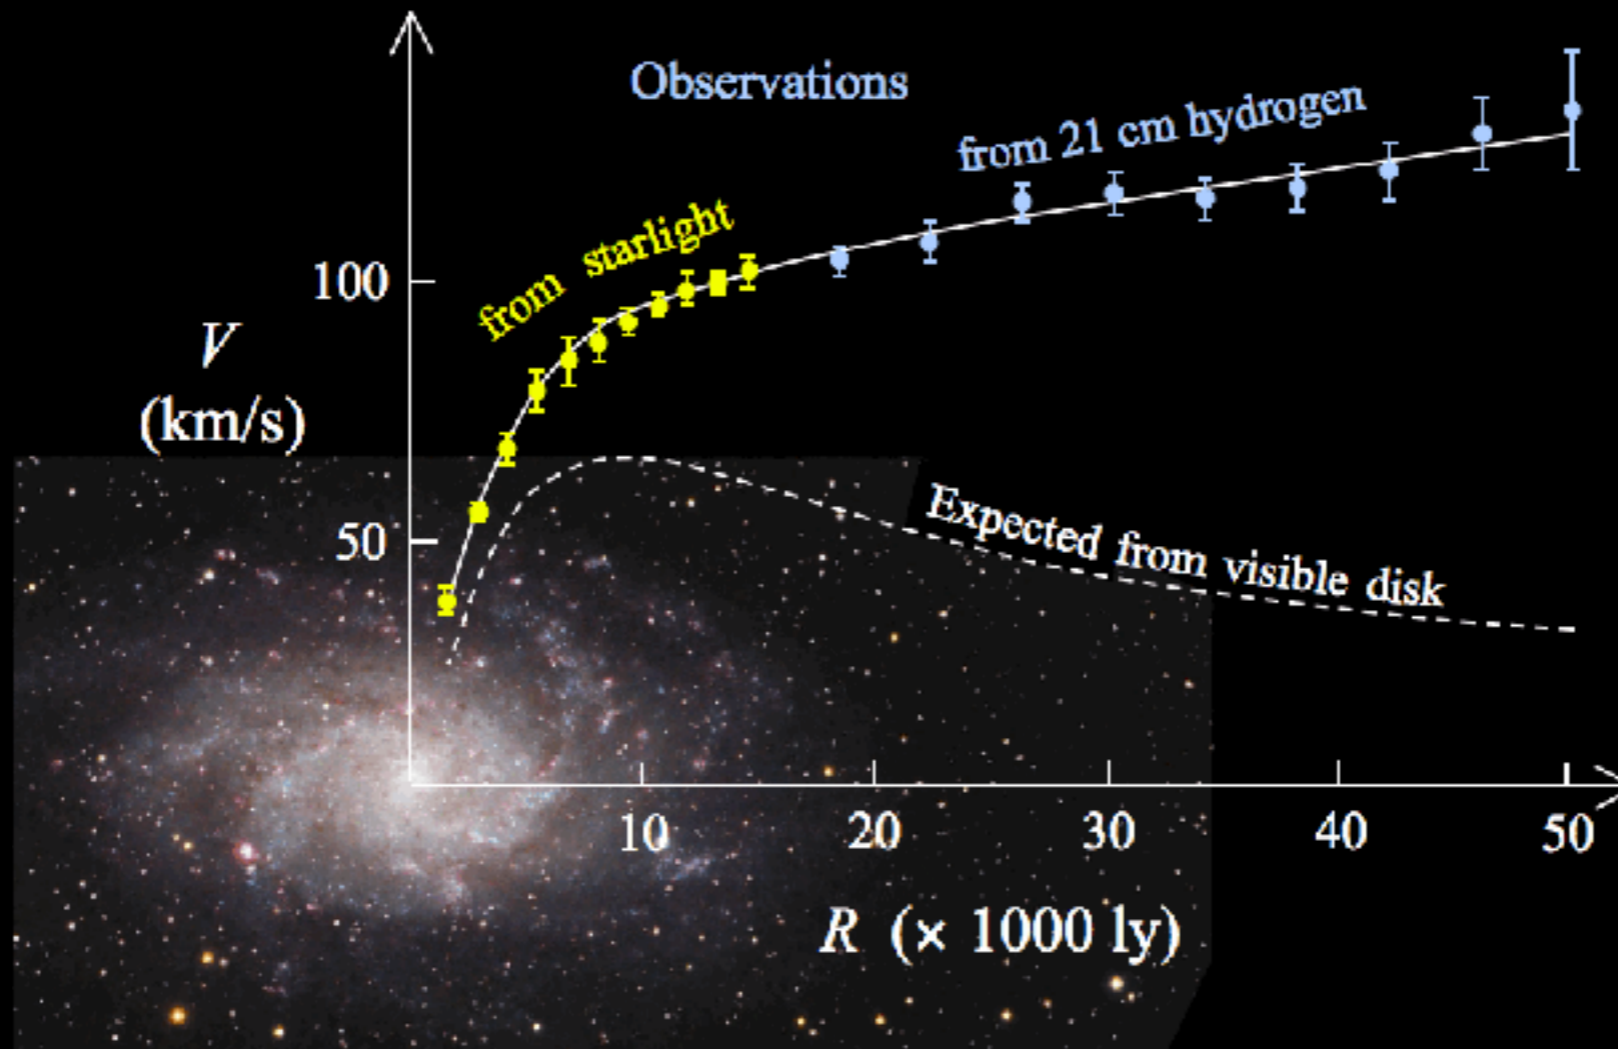 Observations
from 21 cm hydrogen
from starlight
100
V
(km/s)
50
Expected from visible disk
10 20 30 40 50
R (× 1000 ly)